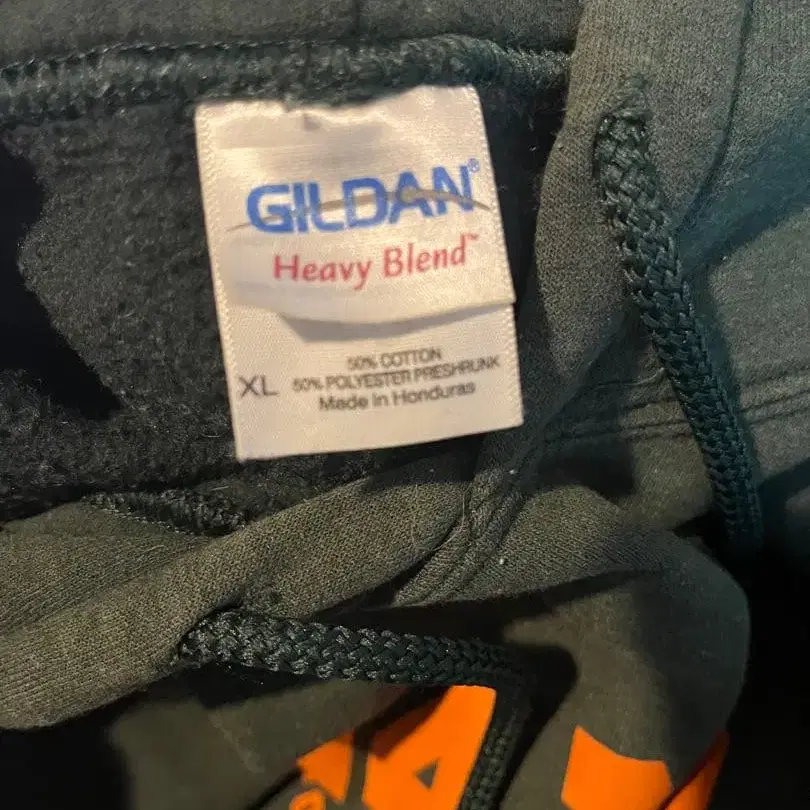 GILDAN®
Heavy Blend™
50% COTTON
XL 50% POLYESTER PRESHRUNK
Made in Honduras